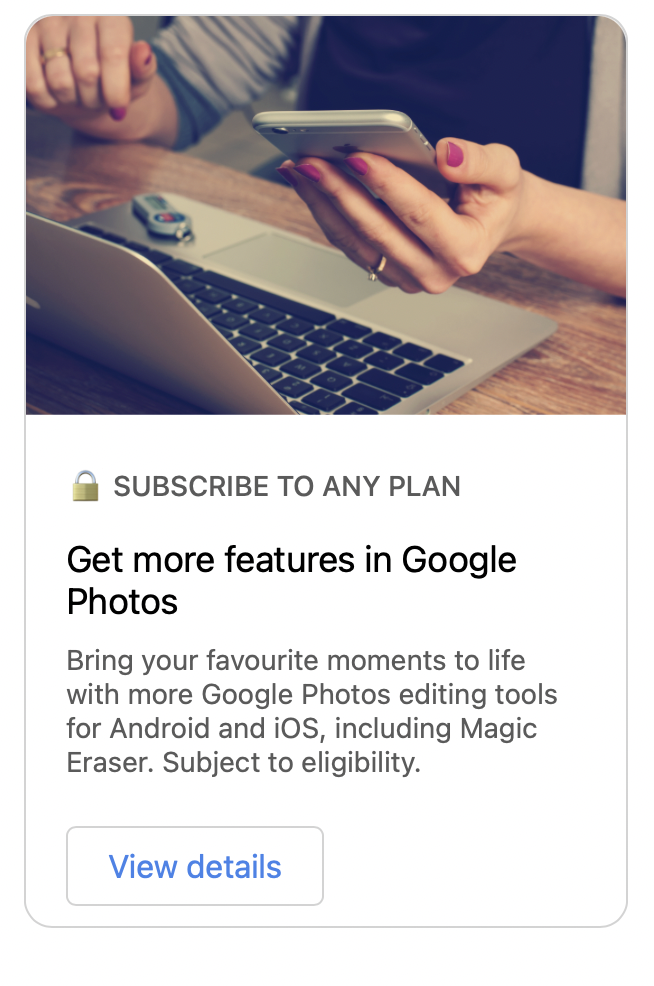 SUBSCRIBE TO ANY PLAN
Get more features in Google
Photos
Bring your favourite moments to life
with more Google Photos editing tools
for Android and iOS, including Magic
Eraser. Subject to eligibility.
View details